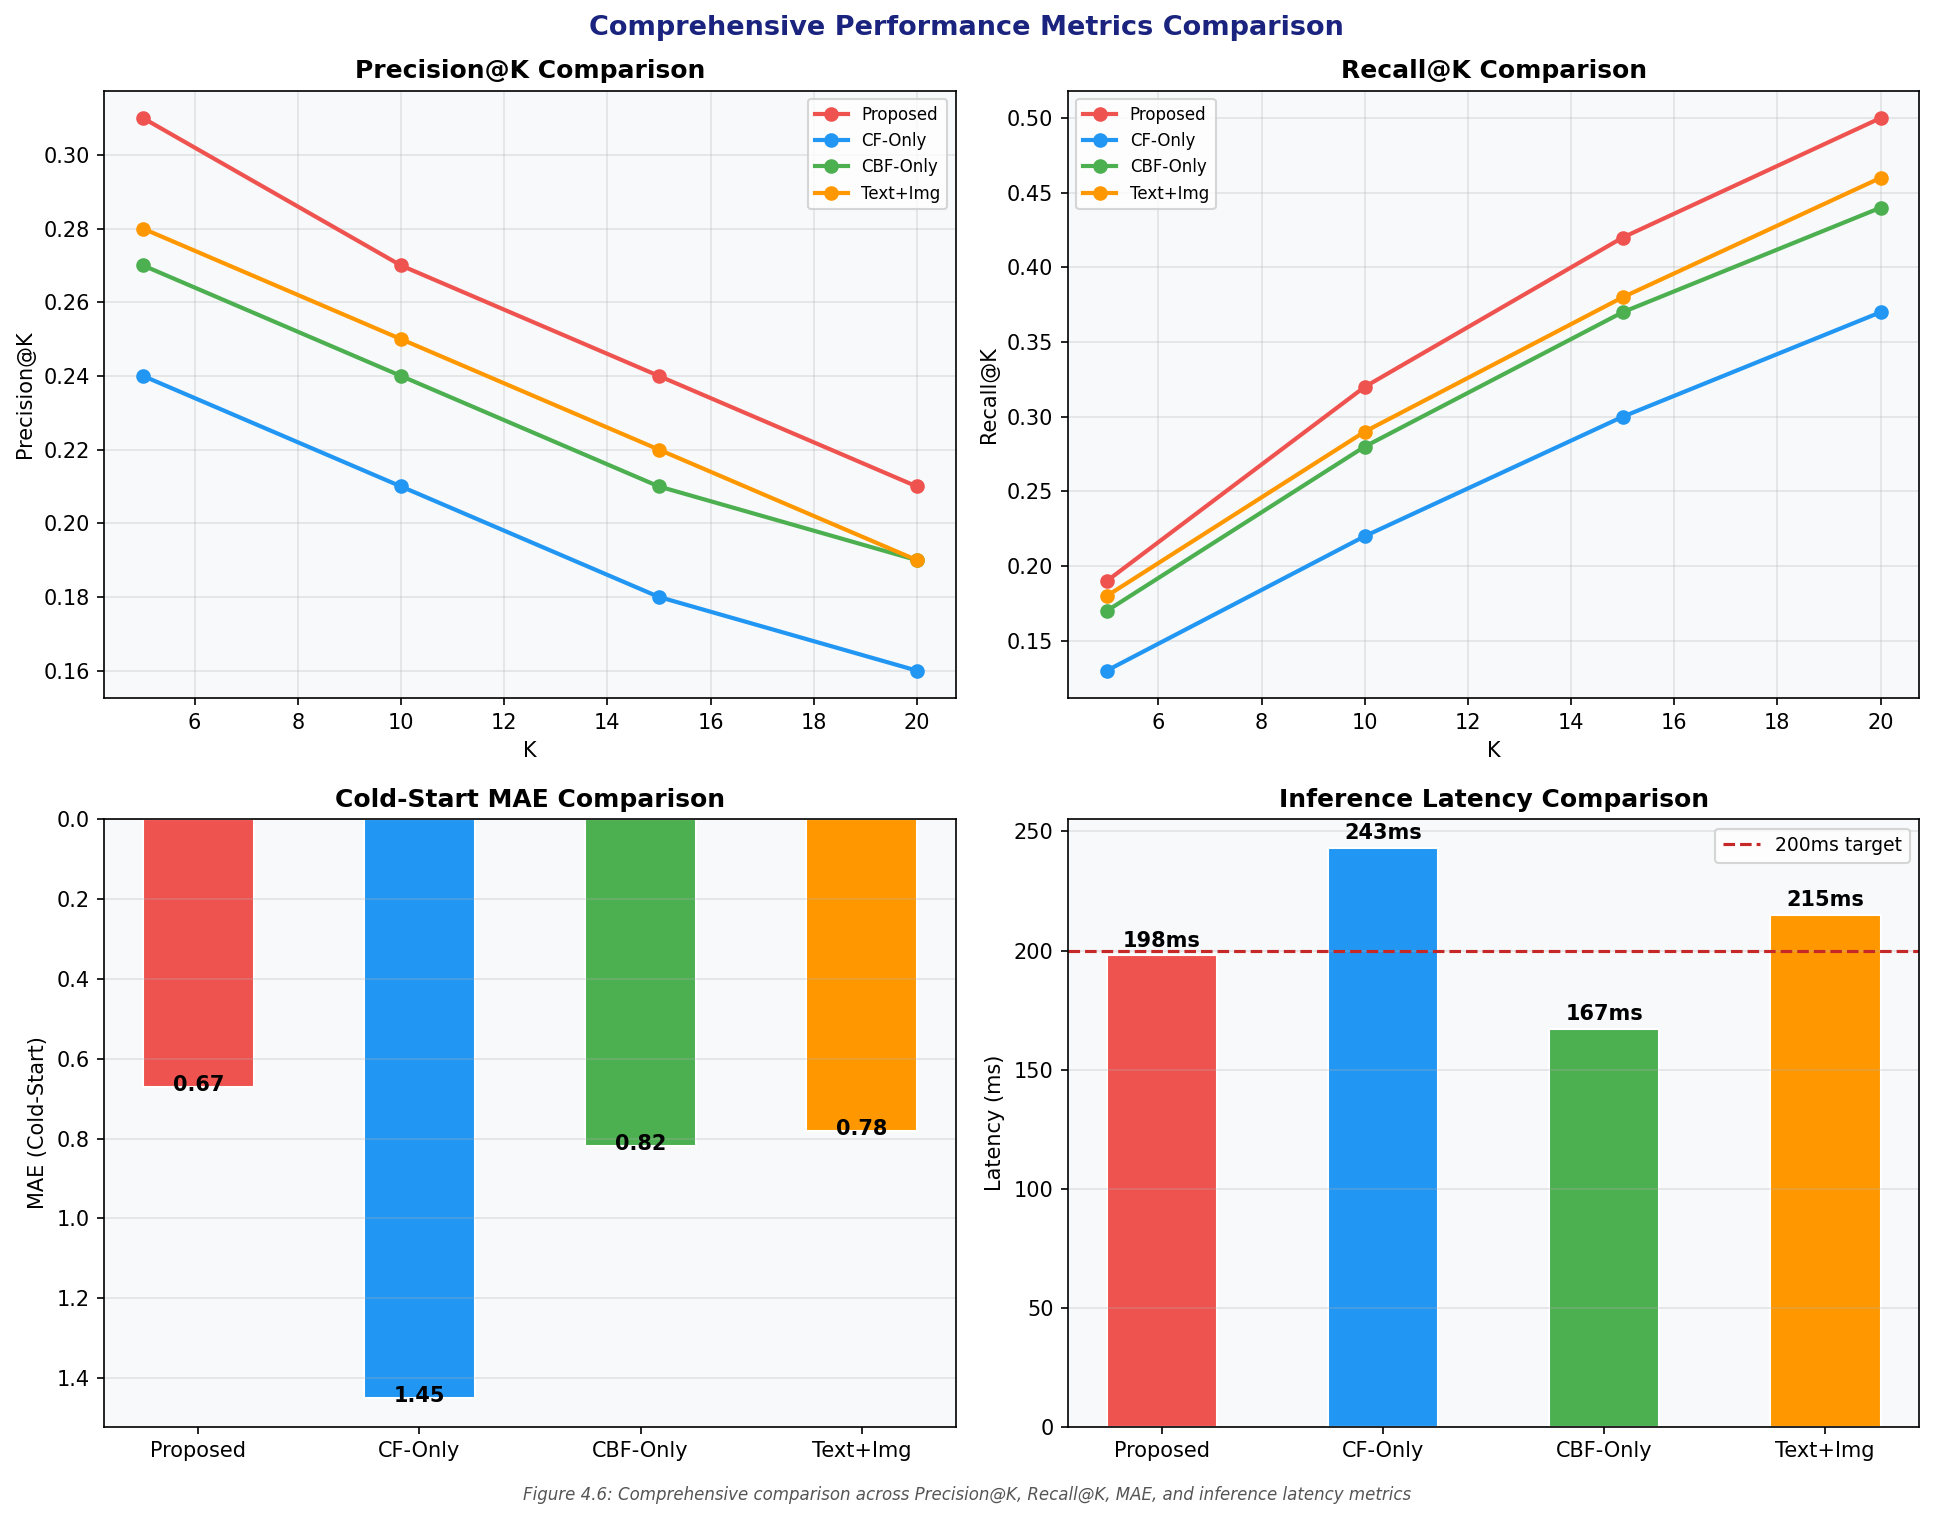 Comprehensive Performance Metrics Comparison
Precision@K Comparison
Precision@K
0.30
0.28
0.26
0.24
0.22
0.20
0.18
0.16
Proposed
CF-Only
CBF-Only
Text+Img
6 8 10 12 14 16 18 20
K
Recall@K Comparison
Recall@K
0.50
0.45
0.40
0.35
0.30
0.25
0.20
0.15
Proposed
CF-Only
CBF-Only
Text+Img
6 8 10 12 14 16 18 20
K
Cold-Start MAE Comparison
MAE (Cold-Start)
0.0
0.2
0.4
0.6
0.8
1.0
1.2
1.4
0.67
1.45
0.82
0.78
Proposed CF-Only CBF-Only Text+Img
Inference Latency Comparison
Latency (ms)
250
200
150
100
50
0
200ms target
198ms
243ms
167ms
215ms
Proposed CF-Only CBF-Only Text+Img
Figure 4.6: Comprehensive comparison across Precision@K, Recall@K, MAE, and inference latency metrics